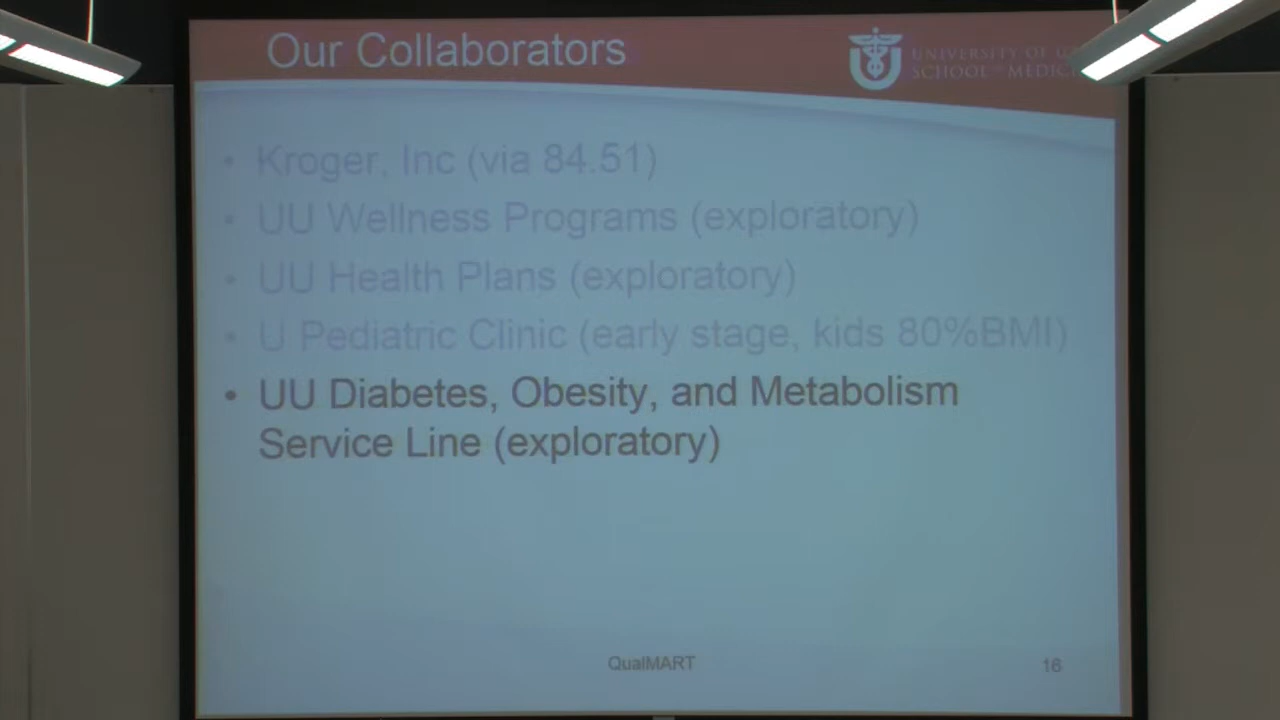 Our Collaborators
UNIVERSITY OF
SCHOOL OF MEDICI
• Kroger, Inc (via 84.51)
• UU Wellness Programs (exploratory)
• UU Health Plans (exploratory)
• U Pediatric Clinic (early stage, kids 80%BMI)
• UU Diabetes, Obesity, and Metabolism
Service Line (exploratory)
QualMART
16